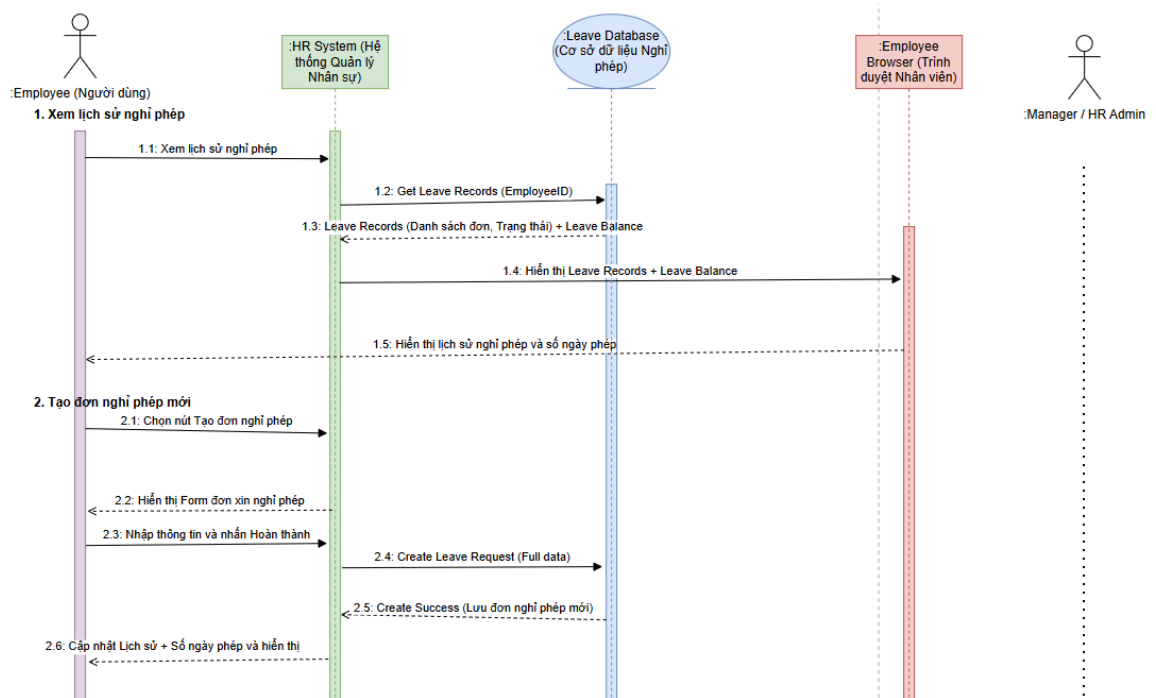 :Employee (Người dùng)
:HR System (Hệ
thống Quản lý
Nhân sự)
:Leave Database
(Cơ sở dữ liệu Nghỉ
phép)
:Employee
Browser (Trình
duyệt Nhân viên)
:Manager / HR Admin
1. Xem lịch sử nghỉ phép
1.1: Xem lịch sử nghỉ phép
1.2: Get Leave Records (EmployeeID)
1.3: Leave Records (Danh sách đơn, Trạng thái) + Leave Balance
1.4: Hiển thị Leave Records + Leave Balance
1.5: Hiển thị lịch sử nghỉ phép và số ngày phép
2. Tạo đơn nghỉ phép mới
2.1: Chọn nút Tạo đơn nghỉ phép
2.2: Hiển thị Form đơn xin nghỉ phép
2.3: Nhập thông tin và nhấn Hoàn thành
2.4: Create Leave Request (Full data)
2.5: Create Success (Lưu đơn nghỉ phép mới)
2.6: Cập nhật Lịch sử + Số ngày phép và hiển thị